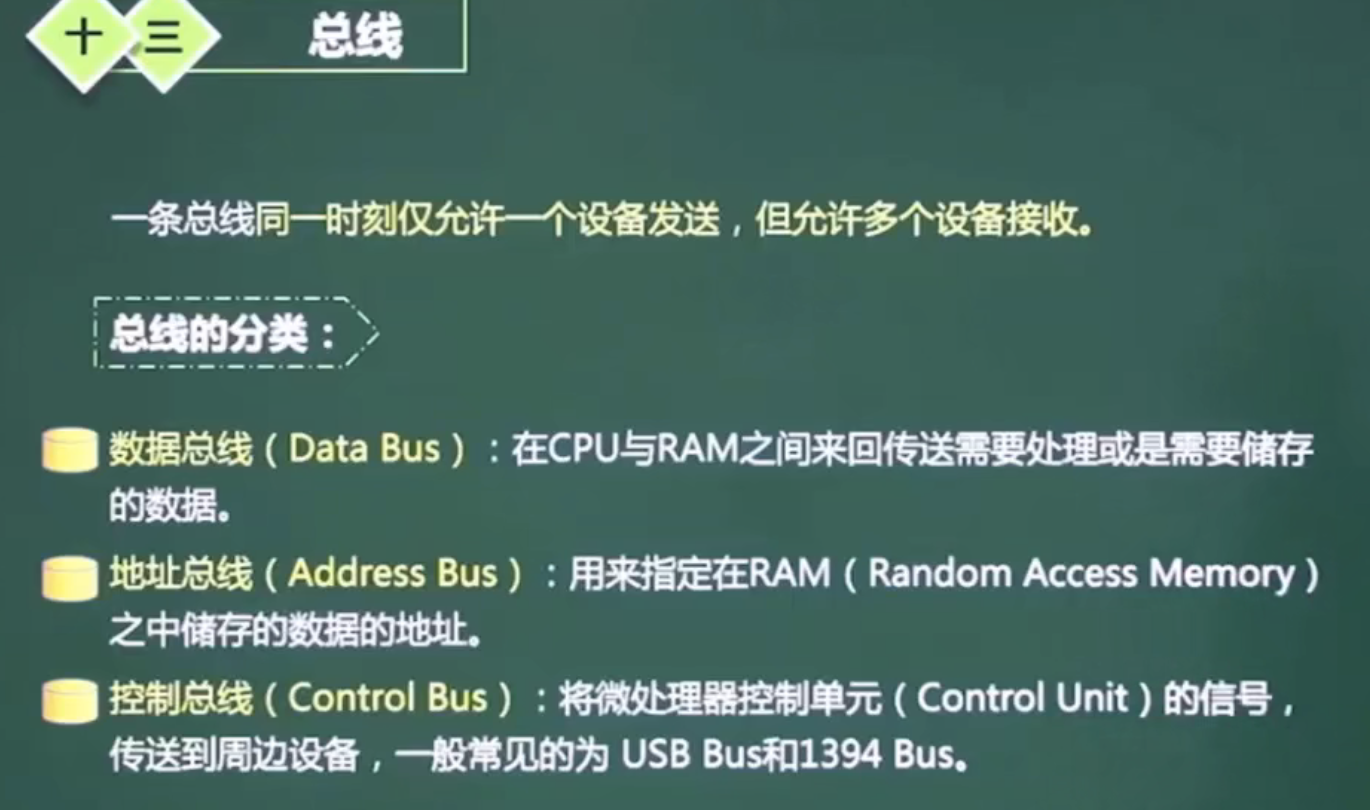 十三 总线
一条总线同一时刻仅允许一个设备发送，但允许多个设备接收。
总线的分类：
数据总线（Data Bus）：在CPU与RAM之间来回传送需要处理或是需要储存
的数据。
地址总线（Address Bus）：用来指定在RAM（Random Access Memory）
之中储存的数据的地址。
控制总线（Control Bus）：将微处理器控制单元（Control Unit）的信号，
传送到周边设备，一般常见的为 USB Bus和1394 Bus。